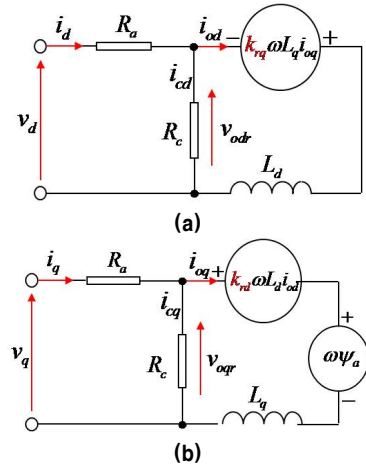 i_d R_a i_od − k_rq ωL_q i_oq +
i_cd
v_d R_c v_odr
L_d
(a)
i_q R_a i_oq + k_rd ωL_d i_od
i_cq
+
v_q R_c v_oqr ωψ_a
L_q −
(b)